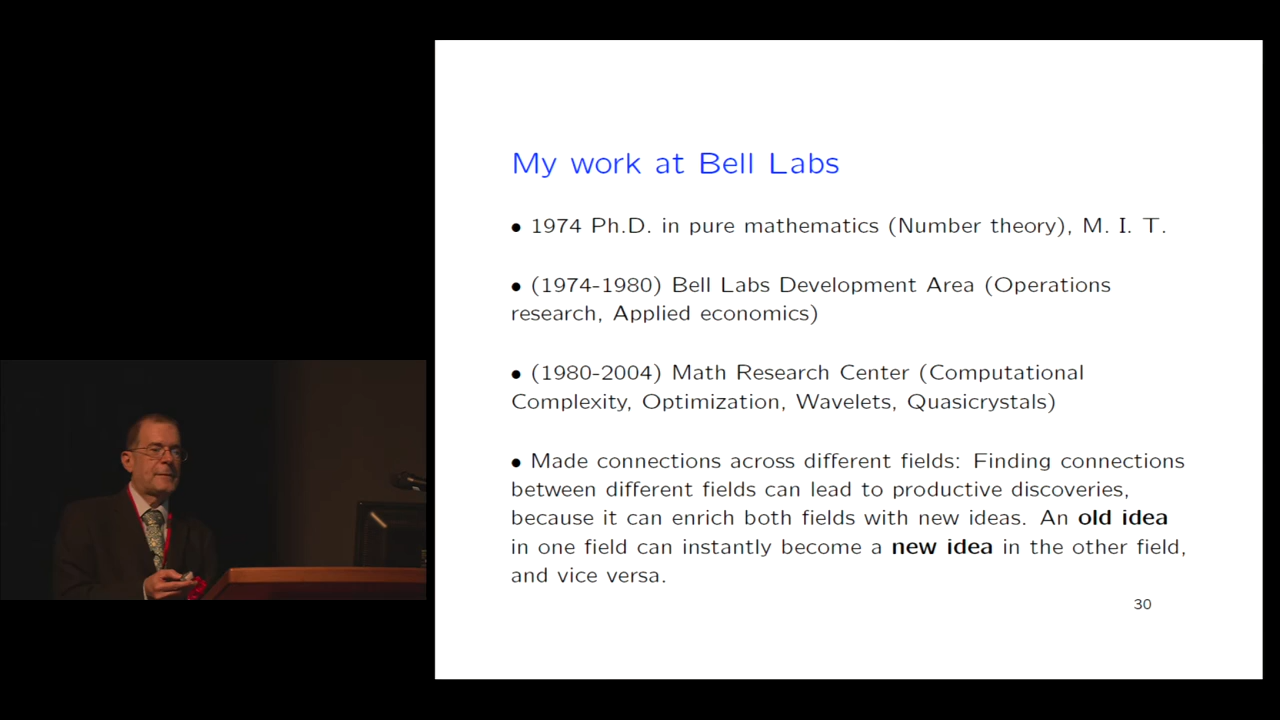 My work at Bell Labs
• 1974 Ph.D. in pure mathematics (Number theory), M. I. T.
• (1974-1980) Bell Labs Development Area (Operations
research, Applied economics)
• (1980-2004) Math Research Center (Computational
Complexity, Optimization, Wavelets, Quasicrystals)
• Made connections across different fields: Finding connections
between different fields can lead to productive discoveries,
because it can enrich both fields with new ideas. An old idea
in one field can instantly become a new idea in the other field,
and vice versa.
30